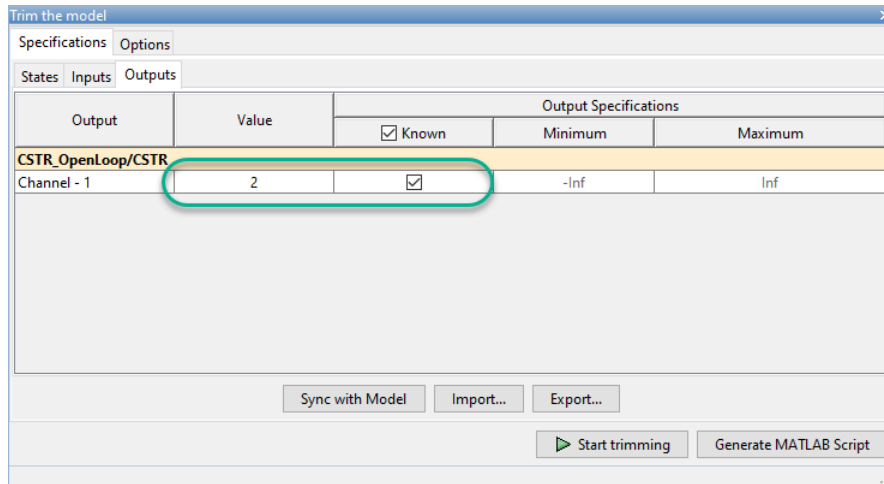 Trim the model
Specifications Options
States Inputs Outputs
Output Value Output Specifications
Known Minimum Maximum
CSTR_OpenLoop/CSTR
Channel - 1 2 -Inf Inf
Sync with Model Import... Export...
Start trimming Generate MATLAB Script